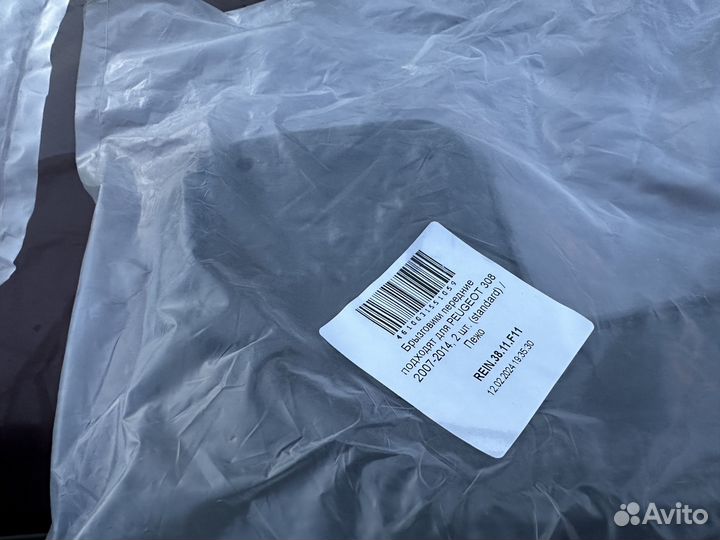 4610031551059
Брызговики передние
подходят для PEUGEOT 308
2007-2014, 2 шт. (standard) /
Пежо
REIN.38.11.F11
12.02.2024 19:35:30
Avito